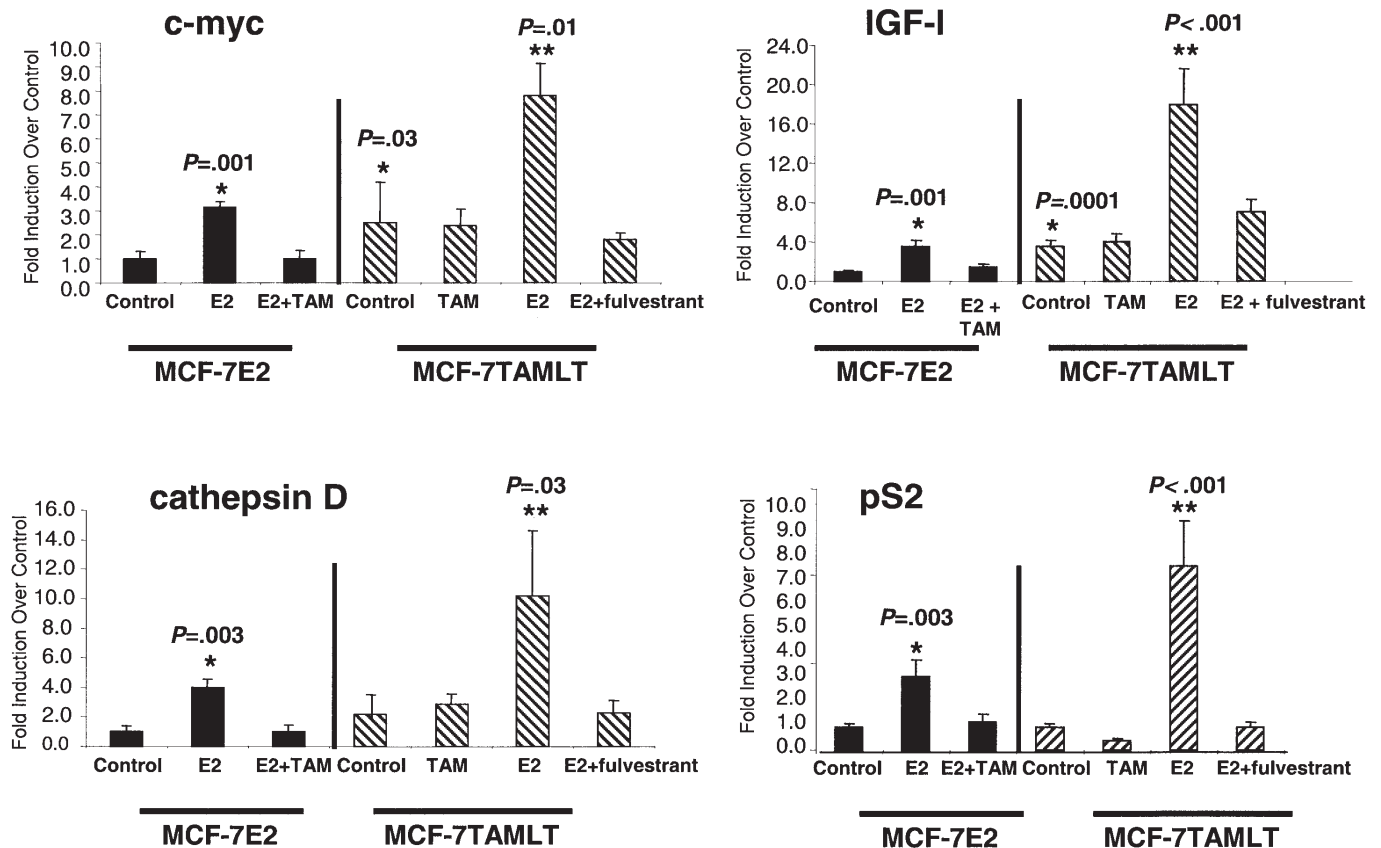 c-myc
P=.01
**
Fold Induction Over Control
10.0
9.0
8.0
7.0
6.0
5.0
4.0
3.0
2.0
1.0
0.0
P=.001
*
P=.03
*
Control E2 E2+TAM Control TAM E2 E2+fulvestrant
MCF-7E2 MCF-7TAMLT
IGF-I
P< .001
**
Fold Induction Over Control
24.0
20.0
16.0
12.0
8.0
4.0
0.0
P=.001
*
P=.0001
*
Control E2 E2 + TAM Control TAM E2 E2 + fulvestrant
MCF-7E2 MCF-7TAMLT
cathepsin D
P=.03
**
Fold Induction Over Control
16.0
14.0
12.0
10.0
8.0
6.0
4.0
2.0
0.0
P=.003
*
Control E2 E2+TAM Control TAM E2 E2+fulvestrant
MCF-7E2 MCF-7TAMLT
pS2
P< .001
**
Fold Induction Over Control
10.0
9.0
8.0
7.0
6.0
5.0
4.0
3.0
2.0
1.0
0.0
P=.003
*
Control E2 E2+TAM Control TAM E2 E2+fulvestrant
MCF-7E2 MCF-7TAMLT